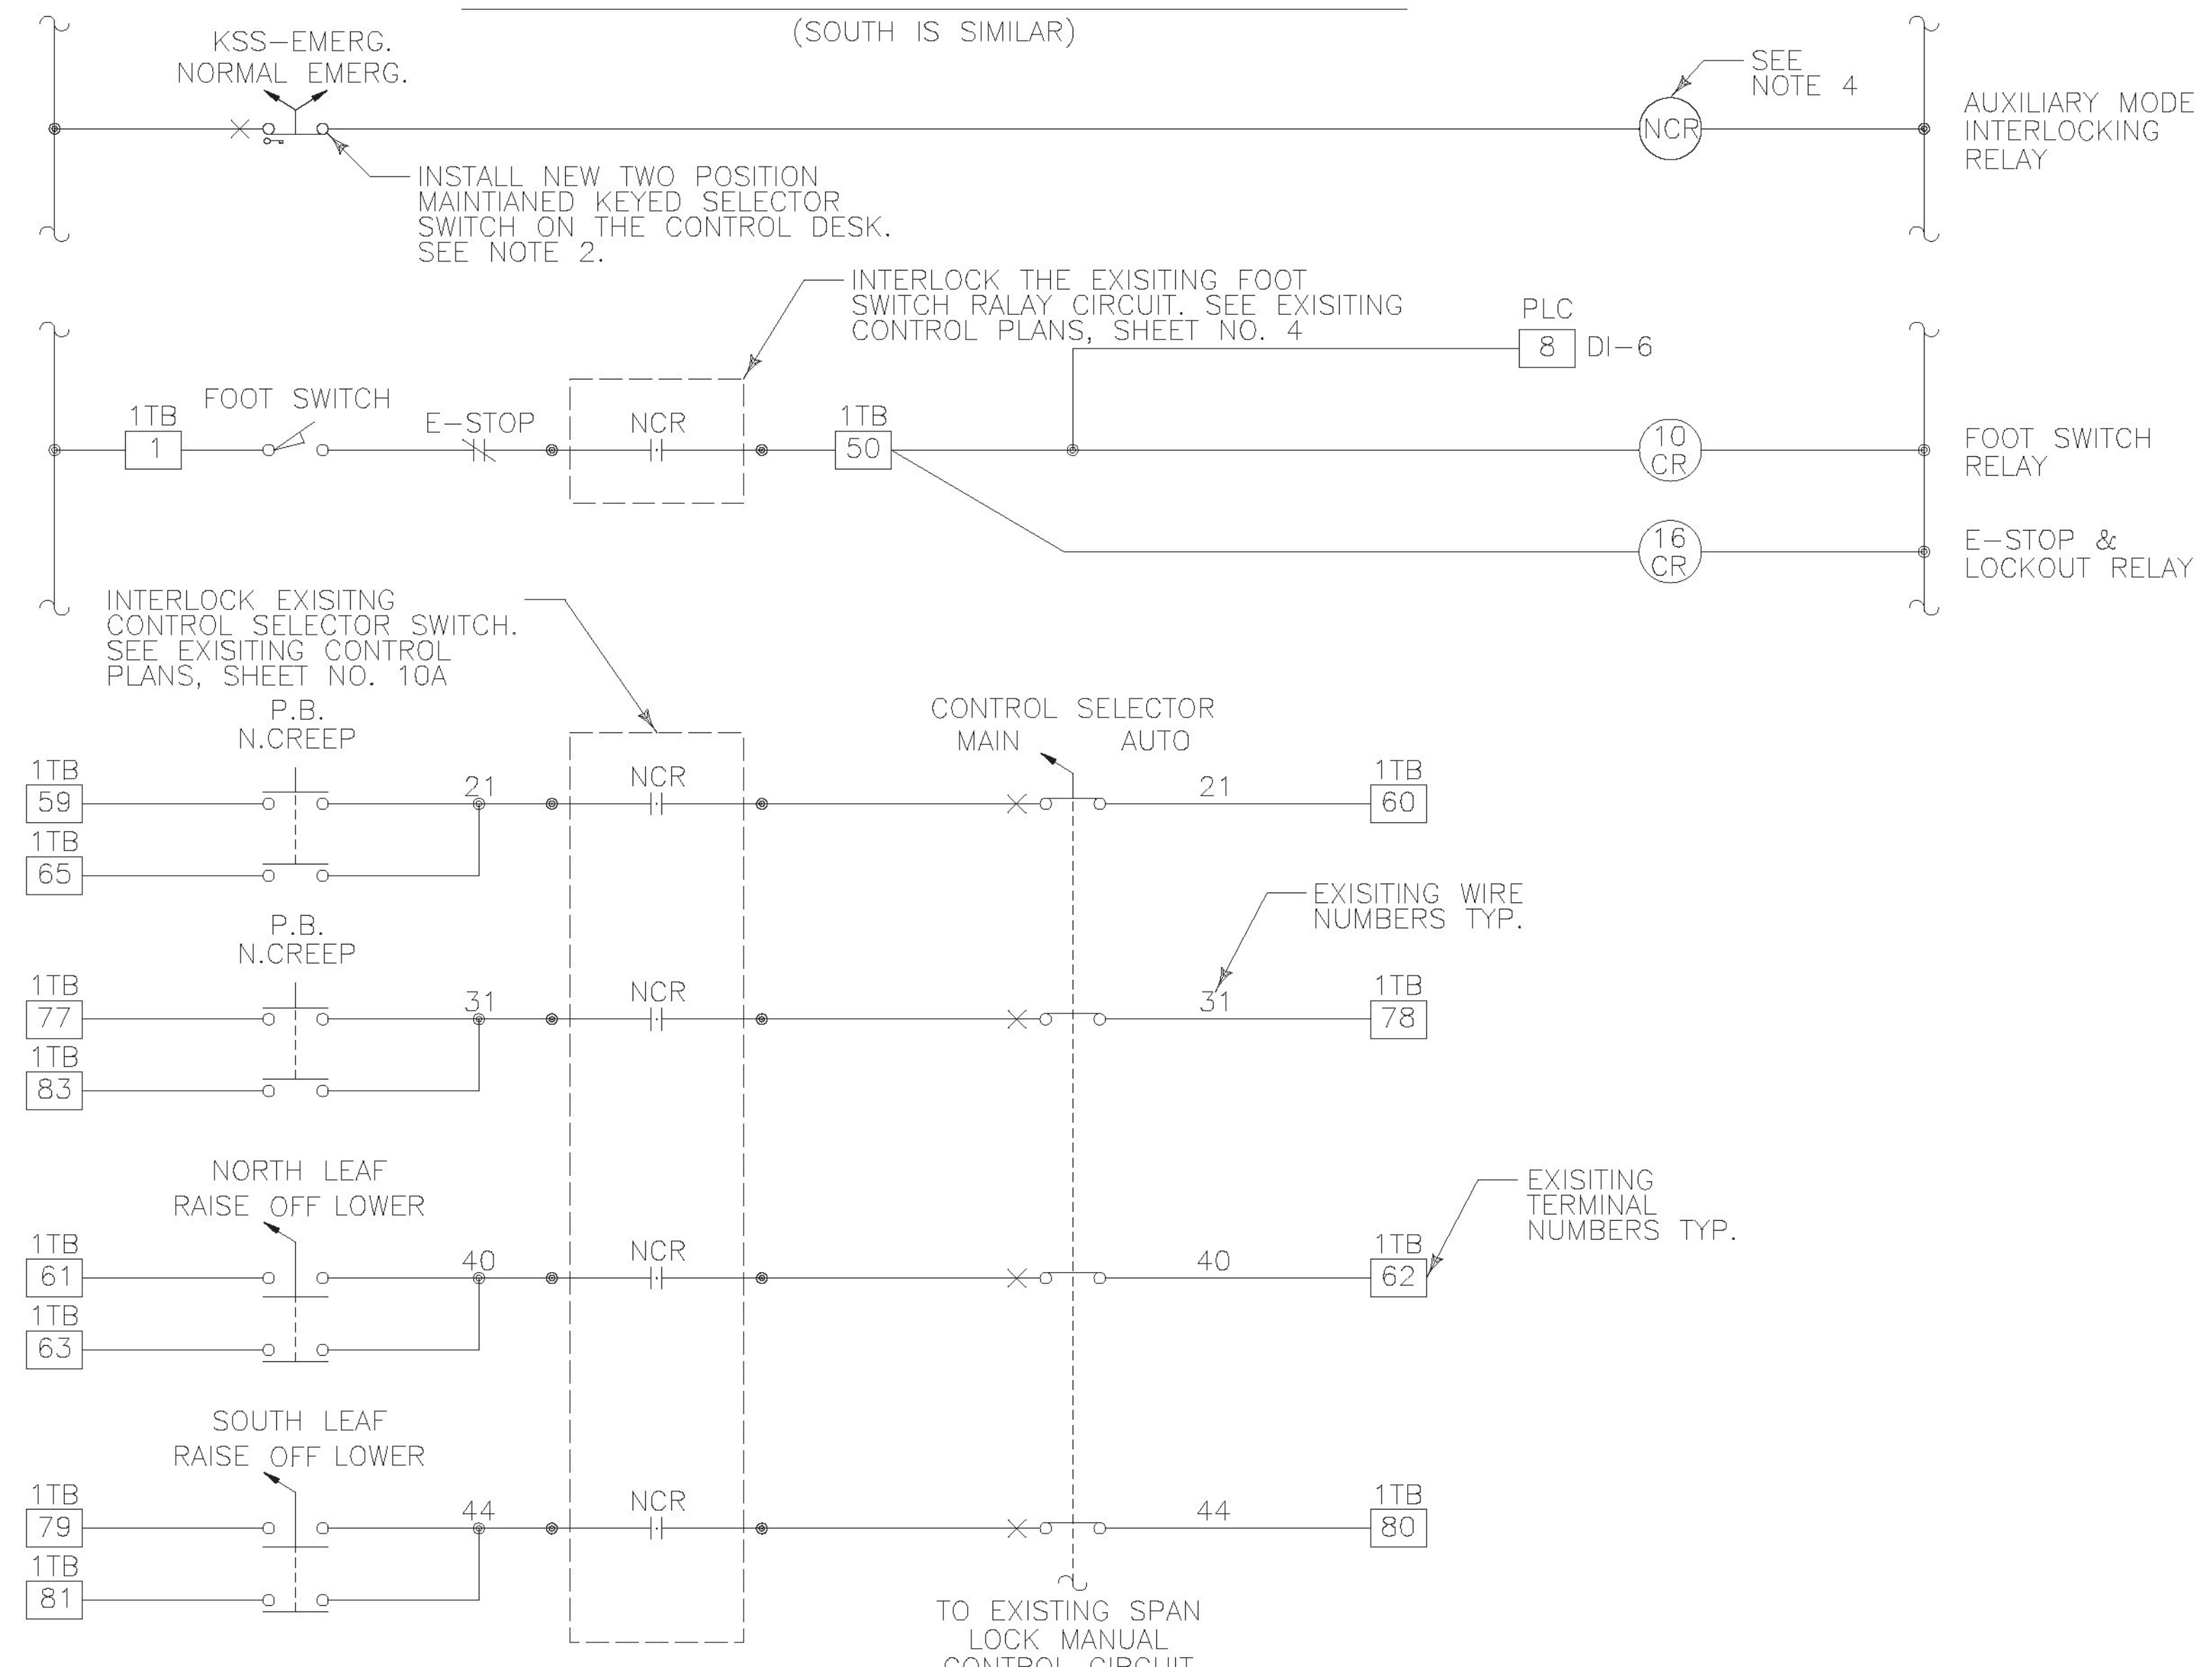 (SOUTH IS SIMILAR)
KSS-EMERG.
NORMAL EMERG.
SEE
NOTE 4
NCR
AUXILIARY MODE
INTERLOCKING
RELAY
INSTALL NEW TWO POSITION
MAINTIANED KEYED SELECTOR
SWITCH ON THE CONTROL DESK.
SEE NOTE 2.
INTERLOCK THE EXISITING FOOT
SWITCH RALAY CIRCUIT. SEE EXISITING
CONTROL PLANS, SHEET NO. 4
PLC
8 DI-6
1TB
1
FOOT SWITCH
E-STOP
NCR
1TB
50
10
CR
FOOT SWITCH
RELAY
16
CR
E-STOP &
LOCKOUT RELAY
INTERLOCK EXISITNG
CONTROL SELECTOR SWITCH.
SEE EXISITING CONTROL
PLANS, SHEET NO. 10A
P.B.
N.CREEP
CONTROL SELECTOR
MAIN AUTO
1TB
59
21
NCR
21
1TB
60
1TB
65
EXISITING WIRE
NUMBERS TYP.
P.B.
N.CREEP
1TB
77
31
NCR
31
1TB
78
1TB
83
NORTH LEAF
RAISE OFF LOWER
EXISITING
TERMINAL
NUMBERS TYP.
1TB
61
40
NCR
40
1TB
62
1TB
63
SOUTH LEAF
RAISE OFF LOWER
1TB
79
44
NCR
44
1TB
80
1TB
81
TO EXISTING SPAN
LOCK MANUAL
CONTROL CIRCUIT